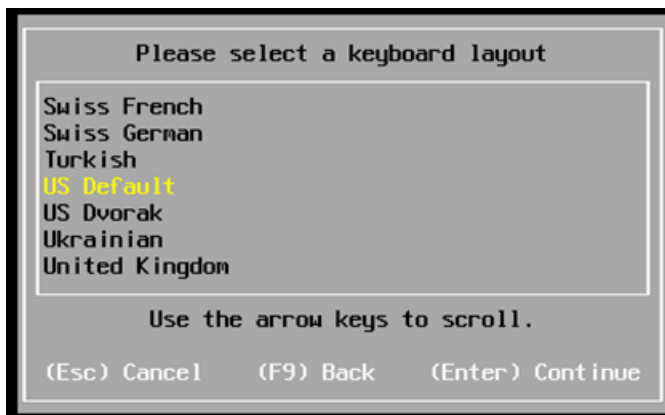 Please select a keyboard layout
Swiss French
Swiss German
Turkish
US Default
US Dvorak
Ukrainian
United Kingdom
Use the arrow keys to scroll.
(Esc) Cancel (F9) Back (Enter) Continue